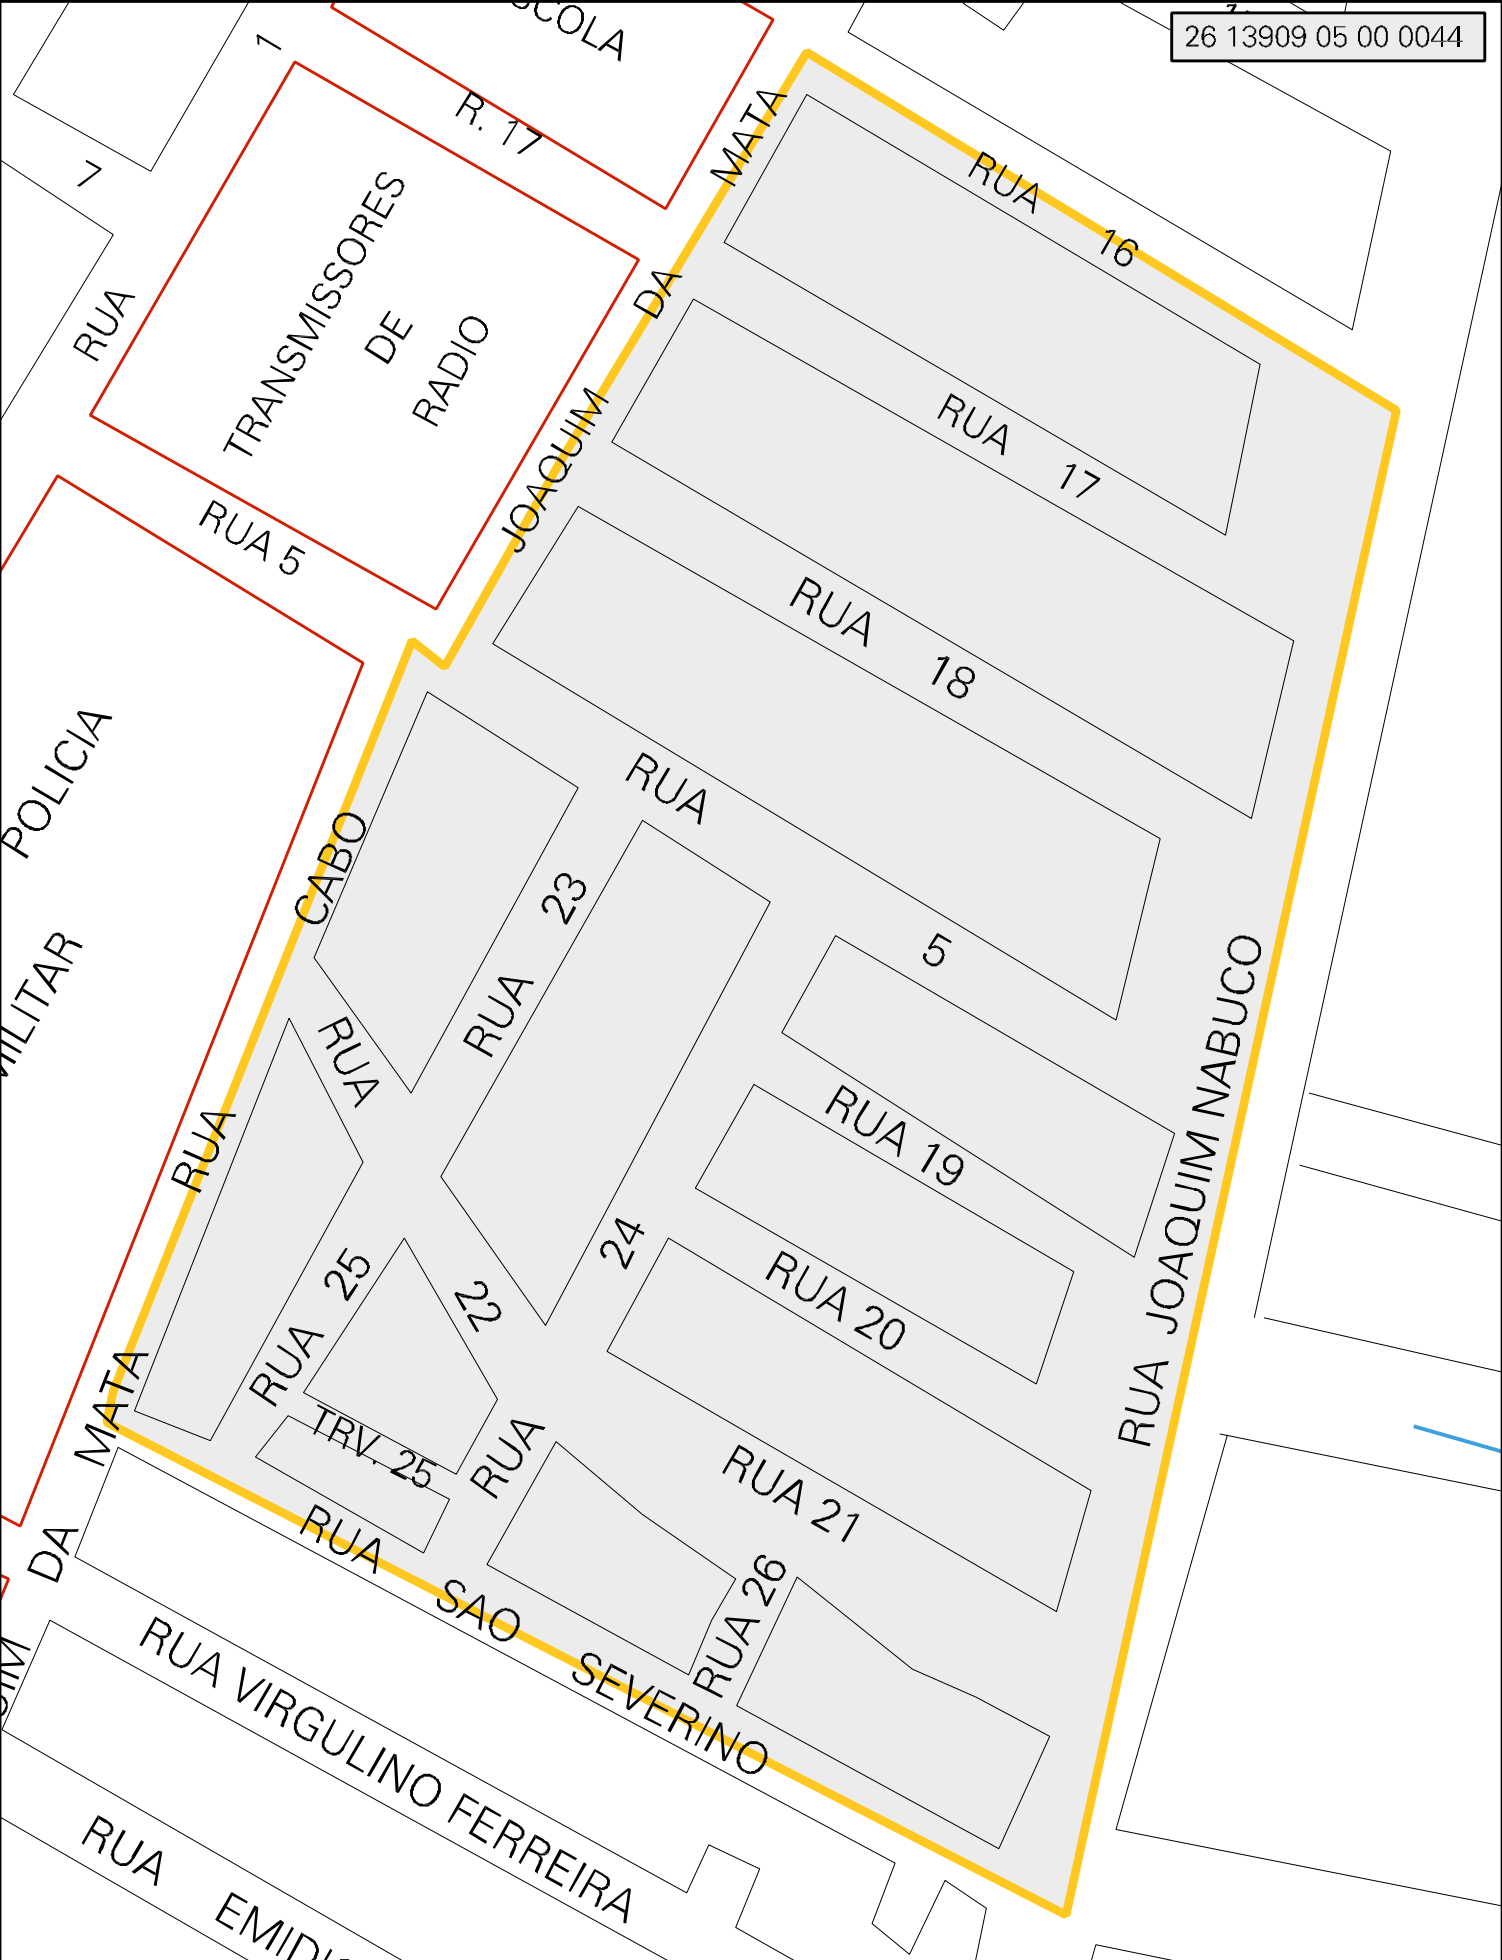 26 13909 05 00 0044
R. 17
1
7
RUA
TRANSMISSORES
DE
RADIO
RUA 5
POLICIA
RUA CABO JOAQUIM DA MATA
RUA 16
RUA 17
RUA 18
RUA 5
RUA 23
RUA 22
RUA 19
RUA 24
RUA 20
RUA 25
TRV. 25
RUA 21
RUA 26
RUA JOAQUIM NABUCO
RUA SAO SEVERINO
DA MATA
RUA VIRGULINO FERREIRA
RUA